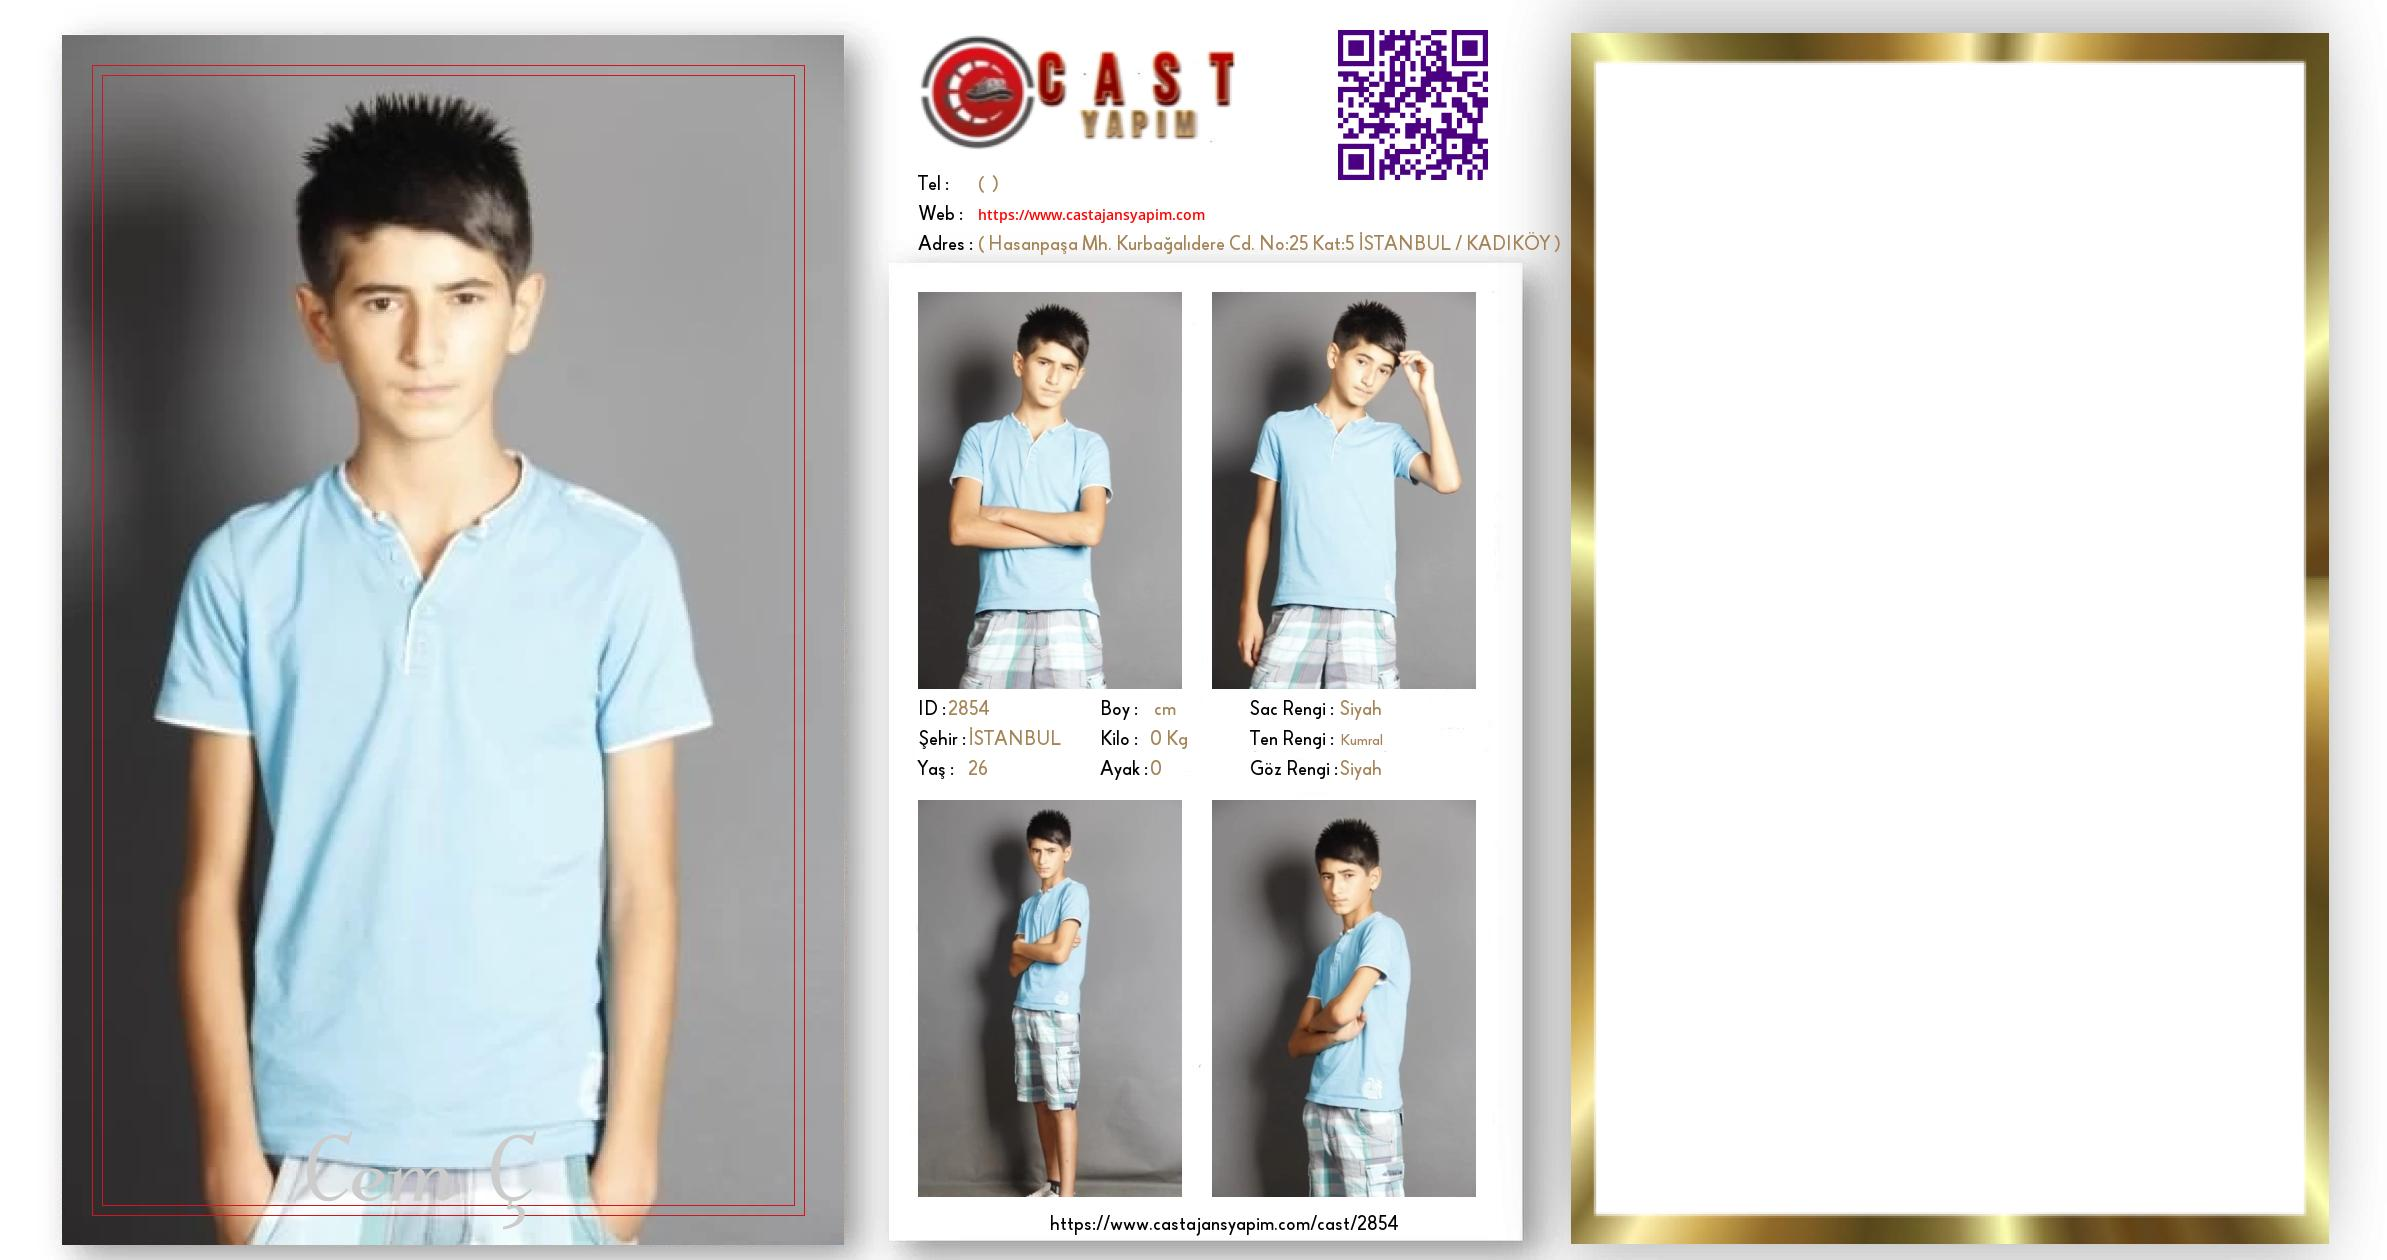 Cem Ç
CAST
YAPIM
Tel : ( )
Web : https://www.castajansyapim.com
Adres : ( Hasanpaşa Mh. Kurbağalıdere Cd. No:25 Kat:5 İSTANBUL / KADIKÖY )
ID : 2854 Boy : cm Sac Rengi : Siyah
Şehir : İSTANBUL Kilo : 0 Kg Ten Rengi : Kumral
Yaş : 26 Ayak : 0 Göz Rengi : Siyah
https://www.castajansyapim.com/cast/2854